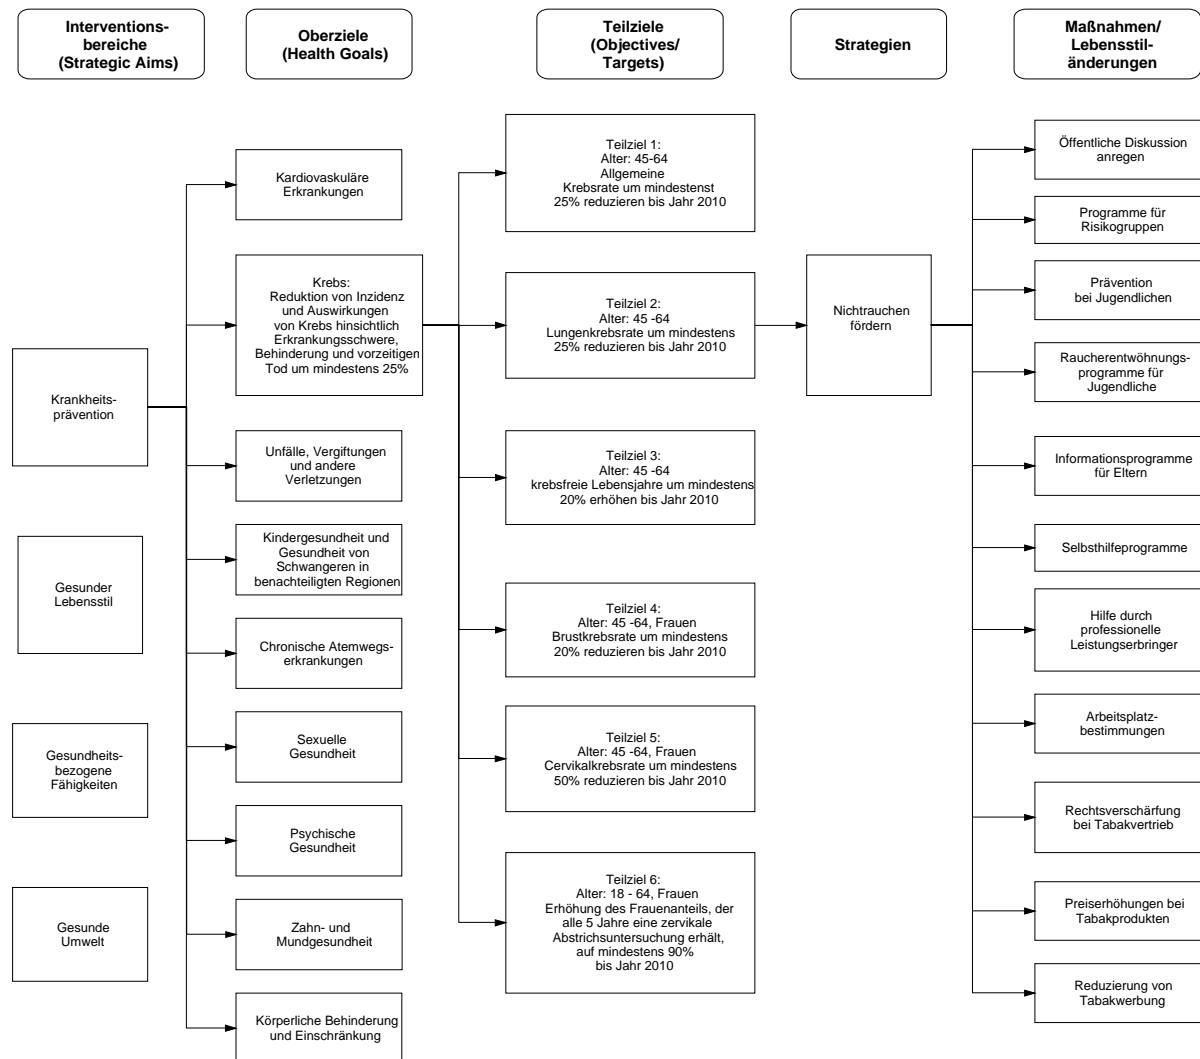 Interventions-
bereiche
(Strategic Aims)
Oberziele
(Health Goals)
Teilziele
(Objectives/
Targets)
Strategien
Maßnahmen/
Lebensstil-
änderungen
Krankheits-
prävention
Gesunder
Lebensstil
Gesundheits-
bezogene
Fähigkeiten
Gesunde
Umwelt
Kardiovaskuläre
Erkrankungen
Krebs:
Reduktion von Inzidenz
und Auswirkungen
von Krebs hinsichtlich
Erkrankungsschwere,
Behinderung und vorzeitigen
Tod um mindestens 25%
Unfälle, Vergiftungen
und andere
Verletzungen
Kindergesundheit und
Gesundheit von
Schwangeren in
benachteiligten Regionen
Chronische Atemwegs-
erkrankungen
Sexuelle
Gesundheit
Psychische
Gesundheit
Zahn- und
Mundgesundheit
Körperliche Behinderung
und Einschränkung
Teilziel 1:
Alter: 45-64
Allgemeine
Krebsrate um mindestenst
25% reduzieren bis Jahr 2010
Teilziel 2:
Alter: 45 -64
Lungenkrebsrate um mindestens
25% reduzieren bis Jahr 2010
Teilziel 3:
Alter: 45 -64
krebsfreie Lebensjahre um mindestens
20% erhöhen bis Jahr 2010
Teilziel 4:
Alter: 45 -64, Frauen
Brustkrebsrate um mindestens
20% reduzieren bis Jahr 2010
Teilziel 5:
Alter: 45 -64, Frauen
Cervikalkrebsrate um mindestens
50% reduzieren bis Jahr 2010
Teilziel 6:
Alter: 18 - 64, Frauen
Erhöhung des Frauenanteils, der
alle 5 Jahre eine zervikale
Abstrichsuntersuchung erhält,
auf mindestens 90%
bis Jahr 2010
Nichtrauchen
fördern
Öffentliche Diskussion
anregen
Programme für
Risikogruppen
Prävention
bei Jugendlichen
Raucherentwöhnungs-
programme für
Jugendliche
Informationsprogramme
für Eltern
Selbsthilfeprogramme
Hilfe durch
professionelle
Leistungserbringer
Arbeitsplatz-
bestimmungen
Rechtsverschärfung
bei Tabakvertrieb
Preiserhöhungen bei
Tabakprodukten
Reduzierung von
Tabakwerbung